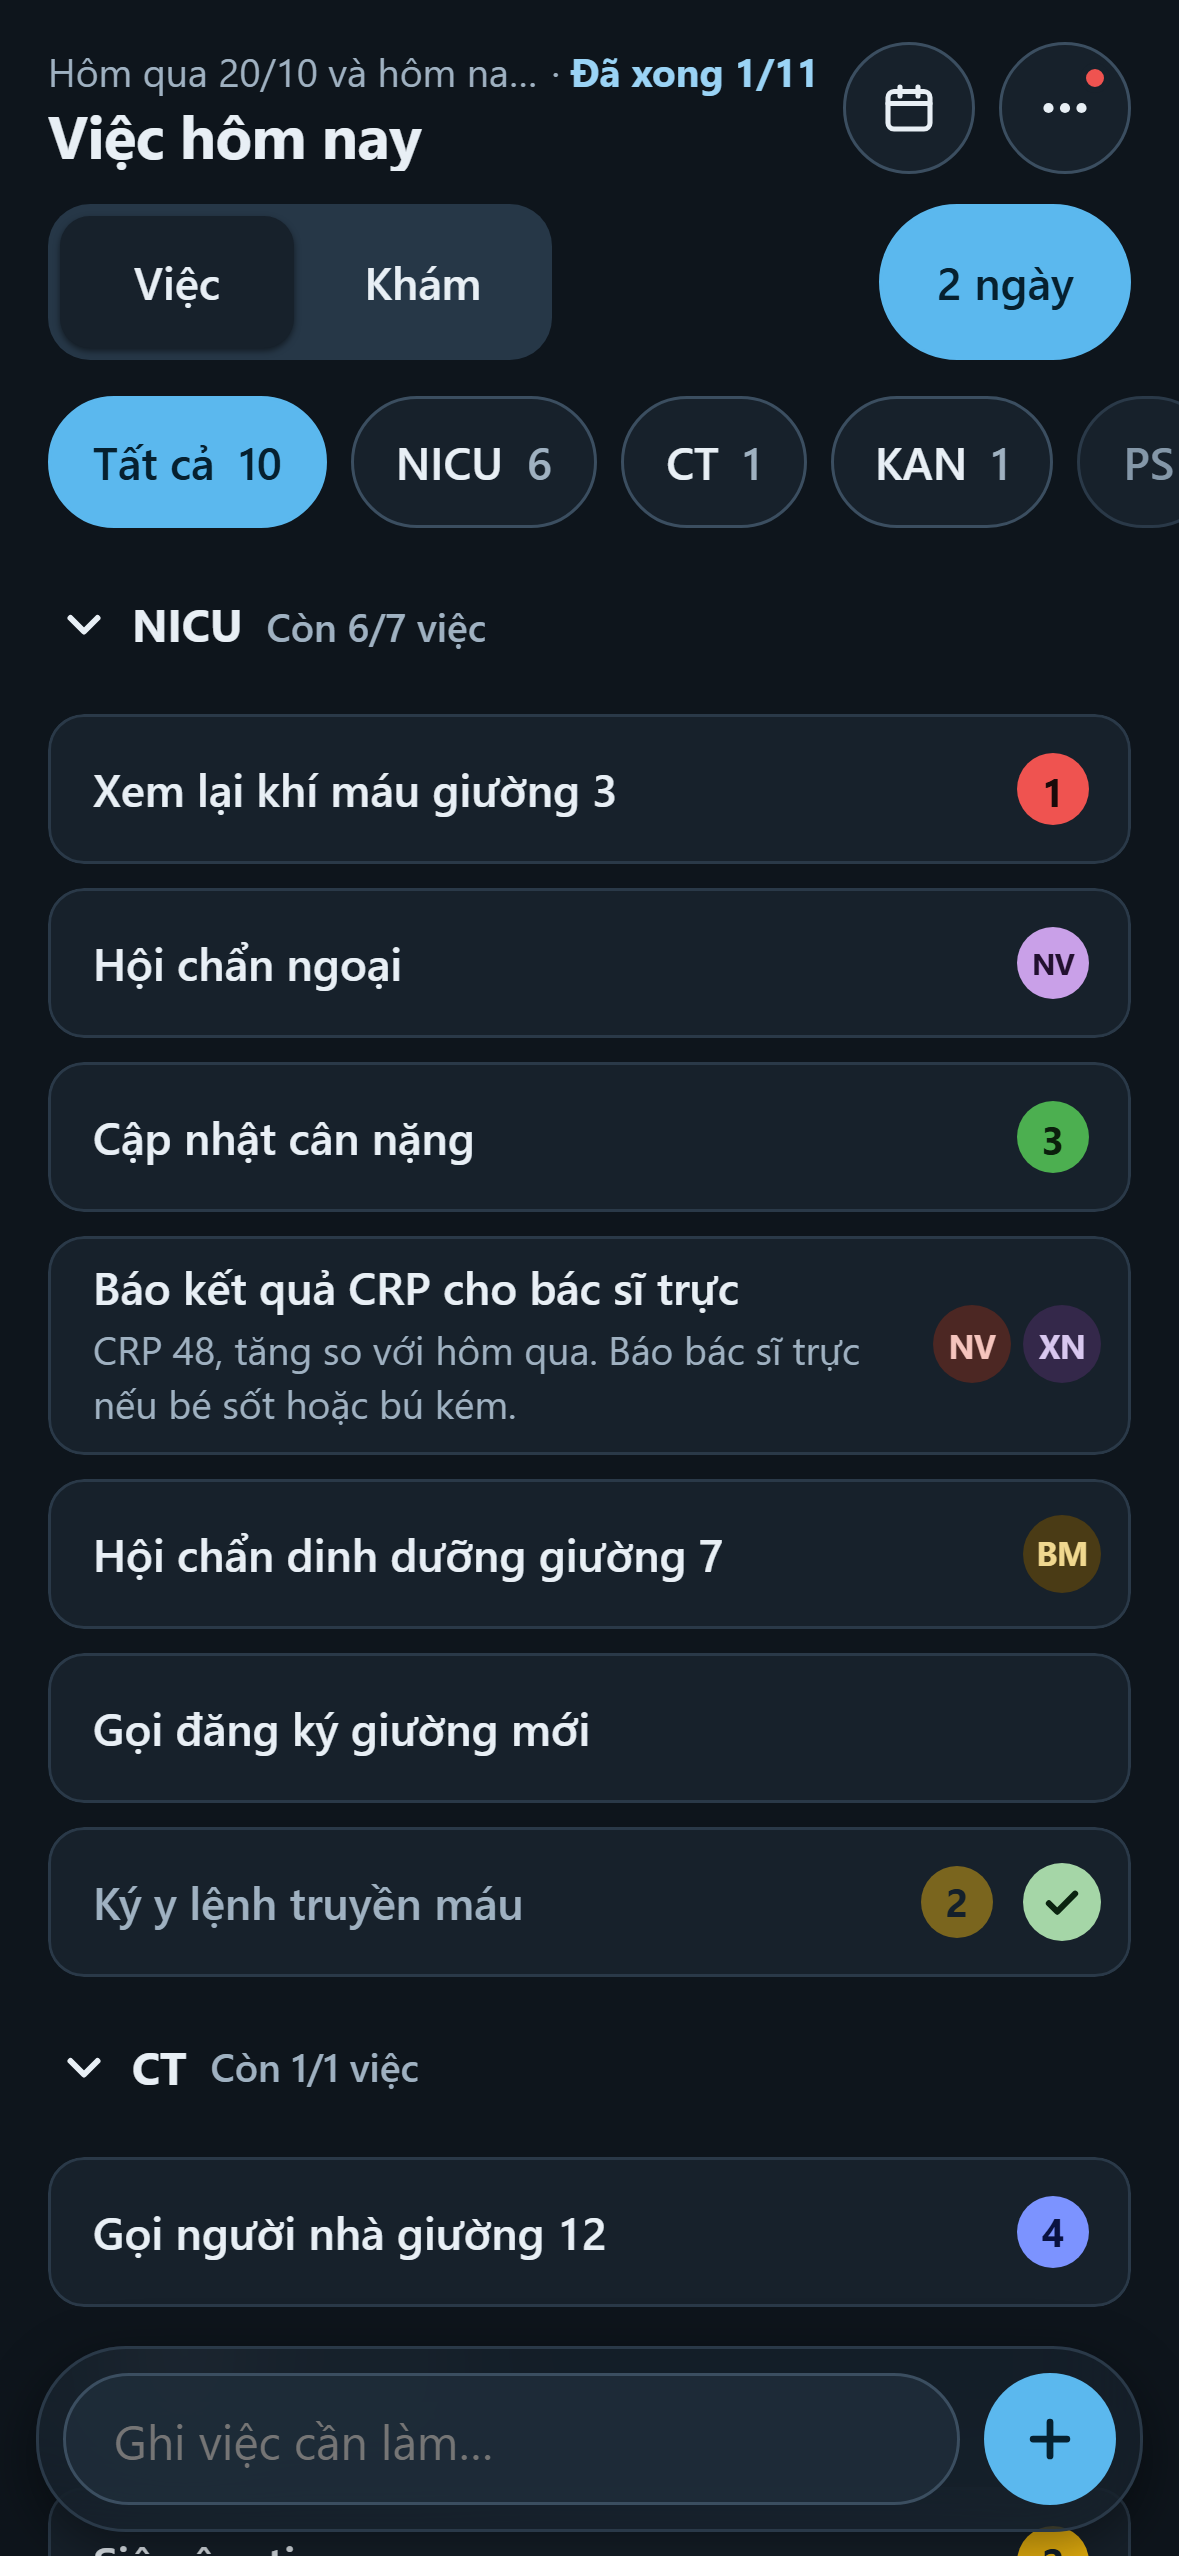 Hôm qua 20/10 và hôm na... · Đã xong 1/11
Việc hôm nay
Việc
Khám
2 ngày
Tất cả 10
NICU 6
CT 1
KAN 1
PS
NICU Còn 6/7 việc
Xem lại khí máu giường 3
1
Hội chẩn ngoại
NV
Cập nhật cân nặng
3
Báo kết quả CRP cho bác sĩ trực
CRP 48, tăng so với hôm qua. Báo bác sĩ trực
nếu bé sốt hoặc bú kém.
NV XN
Hội chẩn dinh dưỡng giường 7
BM
Gọi đăng ký giường mới
Ký y lệnh truyền máu
2
CT Còn 1/1 việc
Gọi người nhà giường 12
4
Ghi việc cần làm...